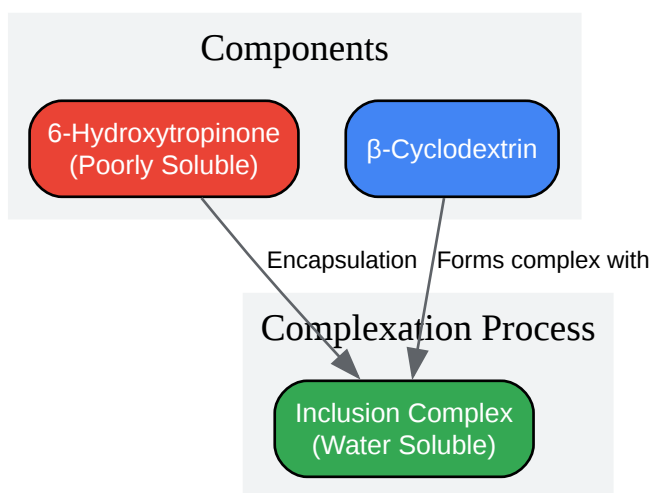 Components
6-Hydroxytropinone
(Poorly Soluble)
β-Cyclodextrin
Encapsulation
Forms complex with
Complexation Process
Inclusion Complex
(Water Soluble)